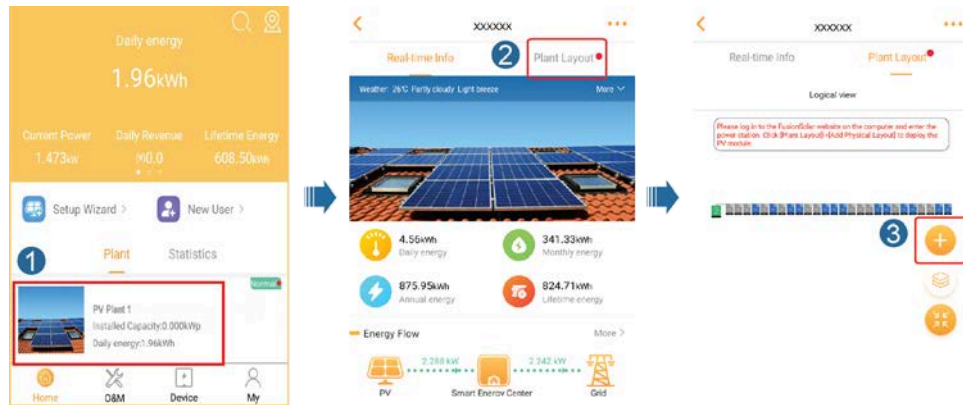 Daily energy
1.96kWh
Current Power
Daily Revenue
Lifetime Energy
1.473kW
0.0
608.50kWh
Setup Wizard >
New User >
Plant
Statistics
1
Normal
PV Plant 1
Installed Capacity:0.000kWp
Daily energy:1.96kWh
Home
O&M
Device
My
xxxxxx
Real-time Info
2
Plant Layout
Weather: 26℃ Partly cloudy Light breeze
More
4.56kWh
Daily energy
341.33kWh
Monthly energy
875.95kWh
Annual energy
824.71kWh
Lifetime energy
Energy Flow
More >
2.288 kW
2.242 kW
PV
Smart Energy Center
Grid
xxxxxx
Real-time Info
Plant Layout
Logical view
Please log in to the FusionSolar website on the computer and enter the
power station. Click [Plant Layout]>[Add Physical Layout] to deploy the
PV module.
3